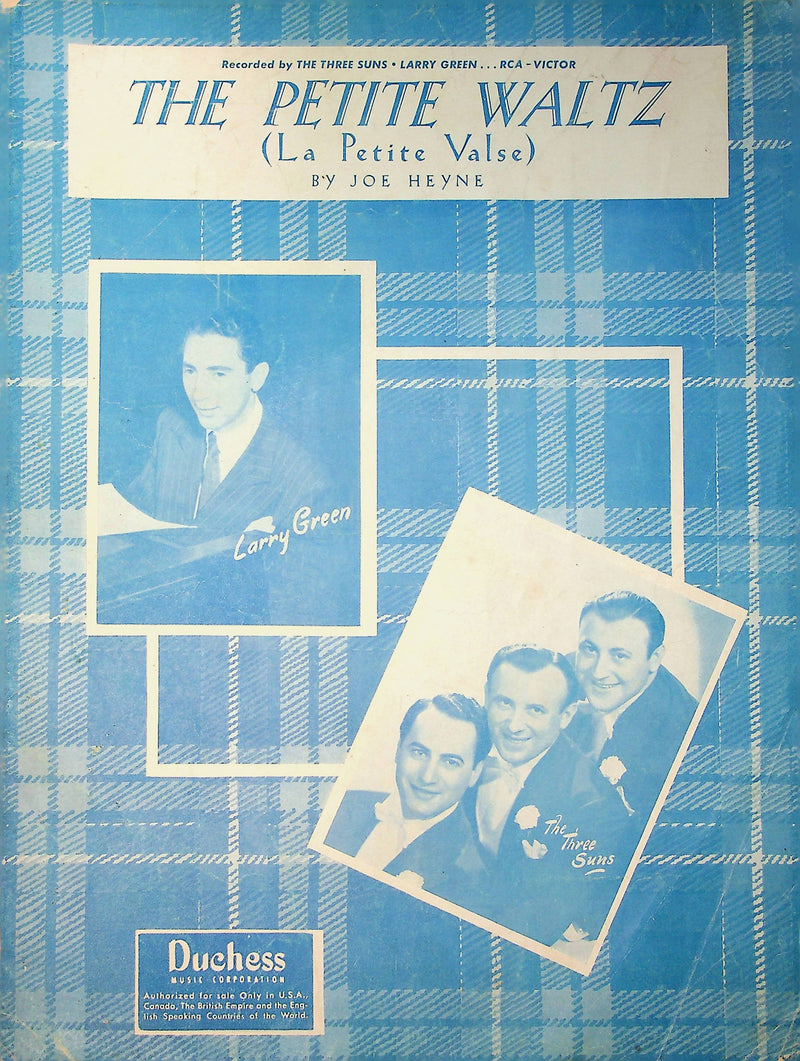 Recorded by THE THREE SUNS • LARRY GREEN ... RCA - VICTOR
THE PETITE WALTZ
(La Petite Valse)
BY JOE HEYNE
Larry Green
The
Three
Suns
Duchess
MUSIC CORPORATION
Authorized for sale Only in U.S.A.,
Canada, The British Empire and the Eng-
lish Speaking Countries of the World.